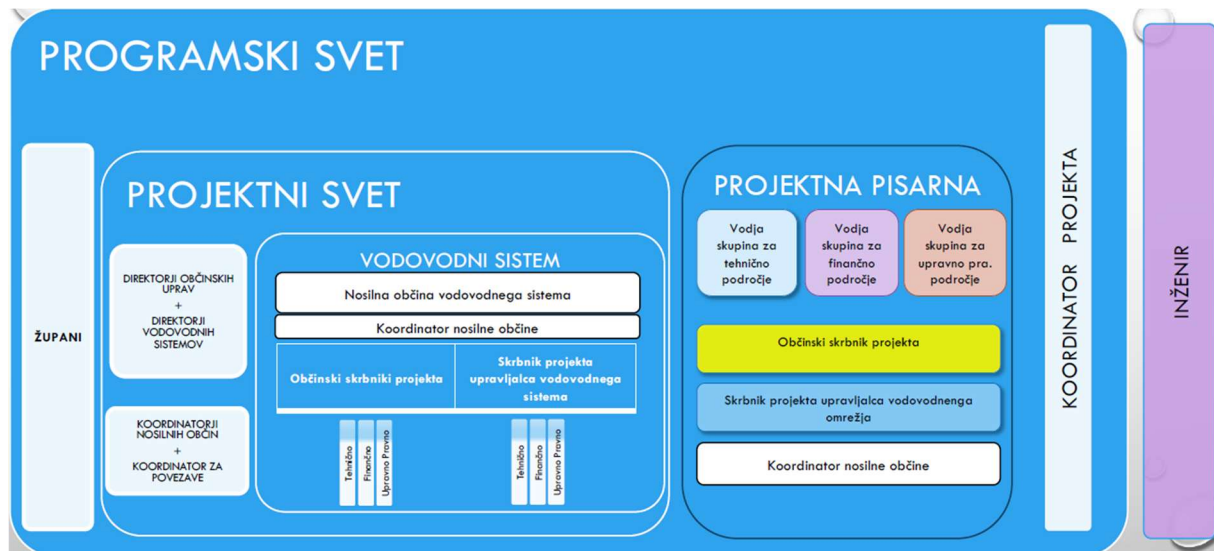 PROGRAMSKI SVET
ŽUPANI
PROJEKTNI SVET
DIREKTORJI OBČINSKIH
UPRAV
+
DIREKTORJI
VODOVODNIH
SISTEMOV
KOORDINATORJI
NOSILNIH OBČIN
+
KOORDINATOR ZA
POVEZAVE
VODOVODNI SISTEM
Nosilna občina vodovodnega sistema
Koordinator nosilne občine
Občinski skrbniki projekta
Skrbnik projekta
upravljalca vodovodnega
sistema
Tehnično
Finančno
Upravno Pravno
Tehnično
Finančno
Upravno Pravno
PROJEKTNA PISARNA
Vodja
skupina za
tehnično
področje
Vodja
skupina za
finančno
področje
Vodja
skupina za
upravno pra.
področje
Občinski skrbnik projekta
Skrbnik projekta upravljalca vodovodnenga
omrežja
Koordinator nosilne občine
KOORDINATOR PROJEKTA
INŽENIR